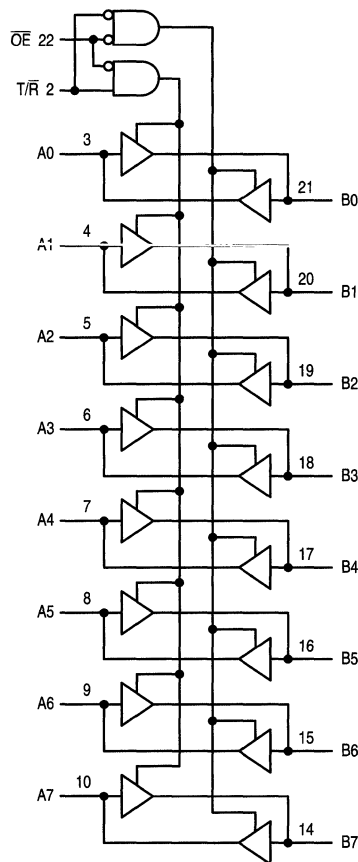 O̅E̅ 22
T/R̅ 2
A0 3
21 B0
A1 4
20 B1
A2 5
19 B2
A3 6
18 B3
A4 7
17 B4
A5 8
16 B5
A6 9
15 B6
A7 10
14 B7